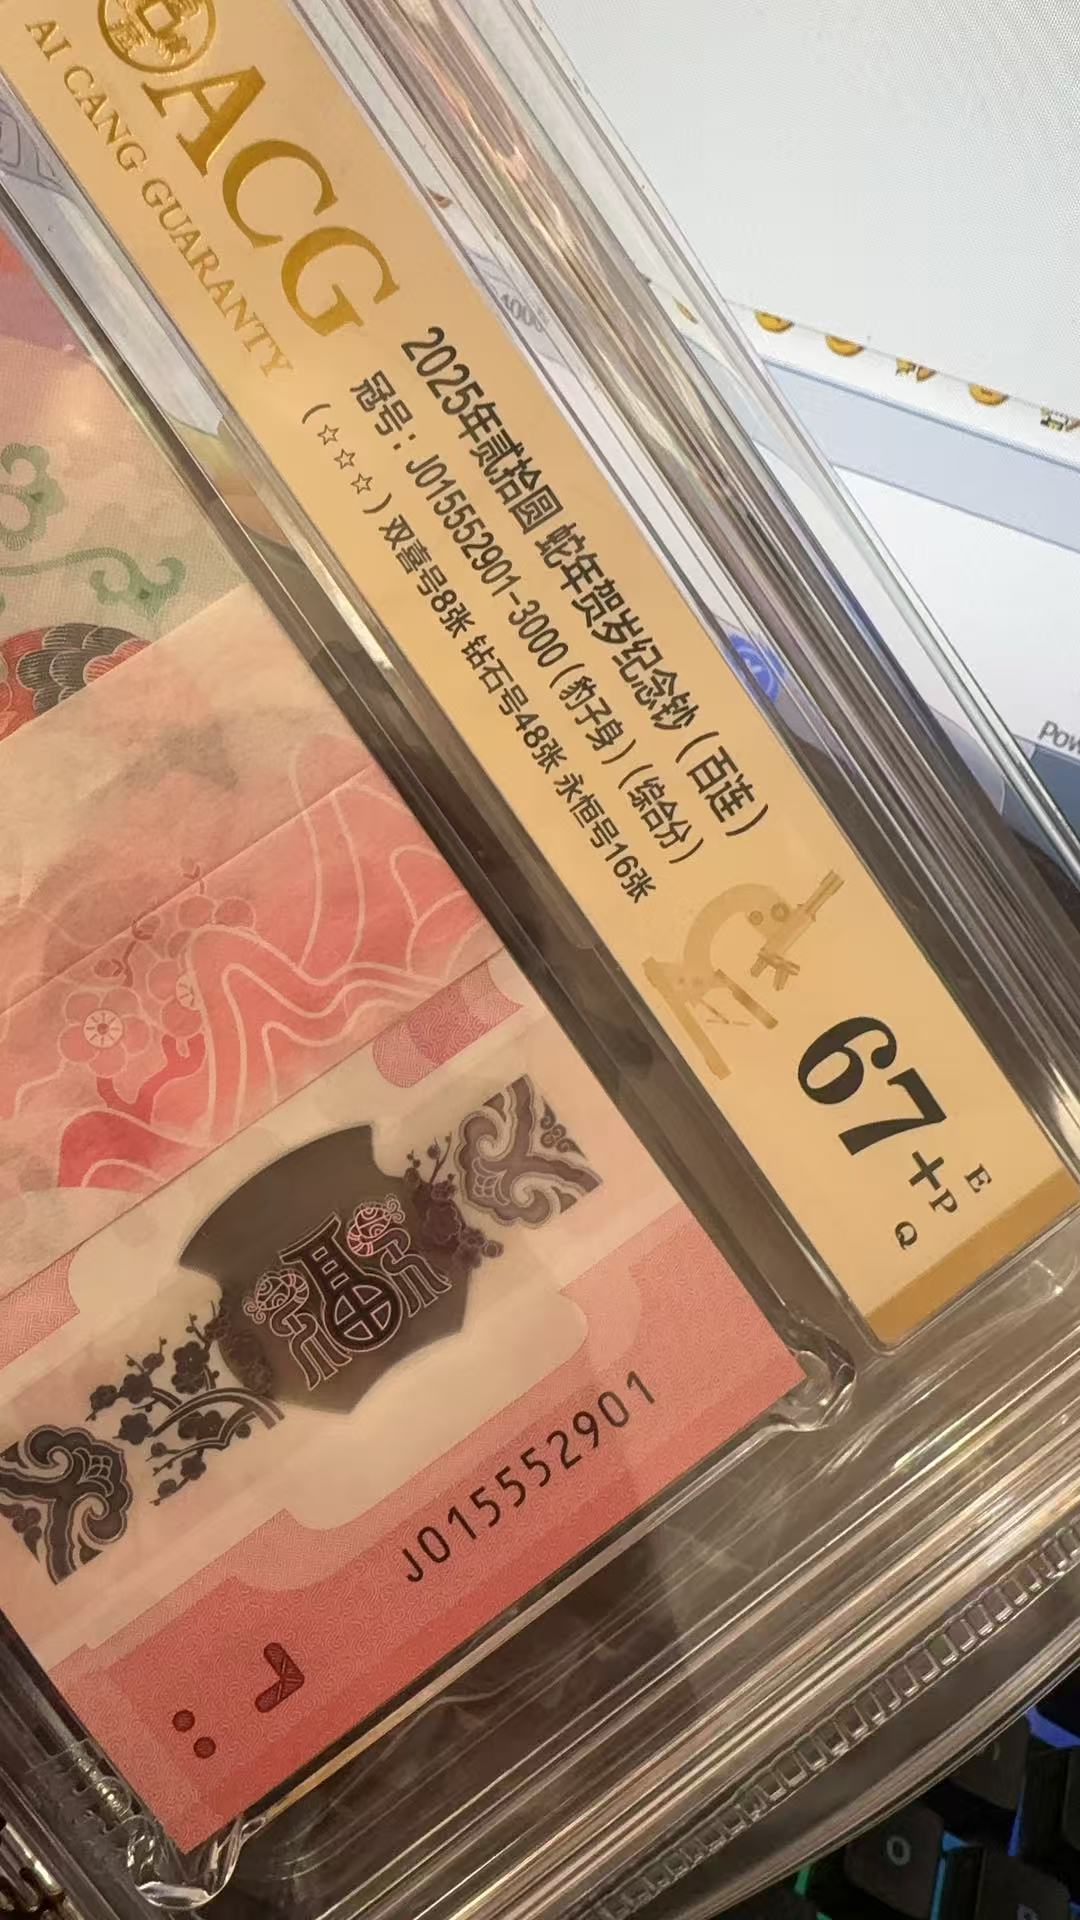 ACG
AI CANG GUARANTY
2025年贰拾圆 蛇年贺岁纪念钞（百连）
冠号：J015552901-3000（豹子身）（综合分）
（☆☆☆）双喜号8张 钻石号48张 永恒号16张
67+
E
P
Q
J015552901
pow
O